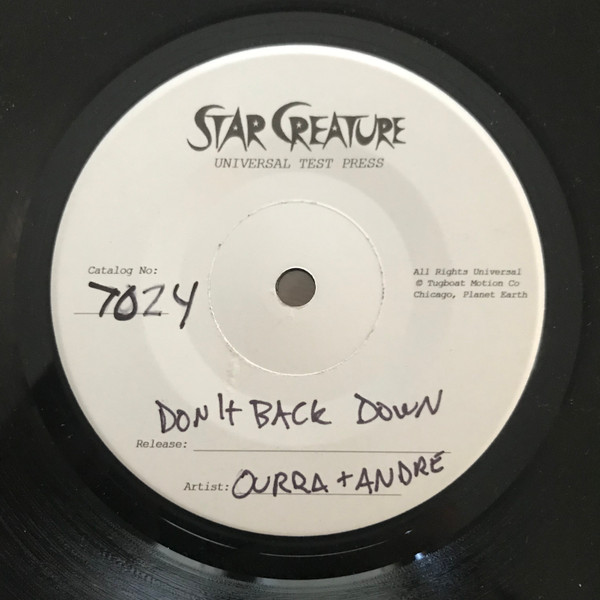 STAR CREATURE
UNIVERSAL TEST PRESS
Catalog No:
7024
All Rights Universal
© Tugboat Motion Co
Chicago, Planet Earth
DON't BACK DOWN
Release:
Artist: OURRA + ANDRE